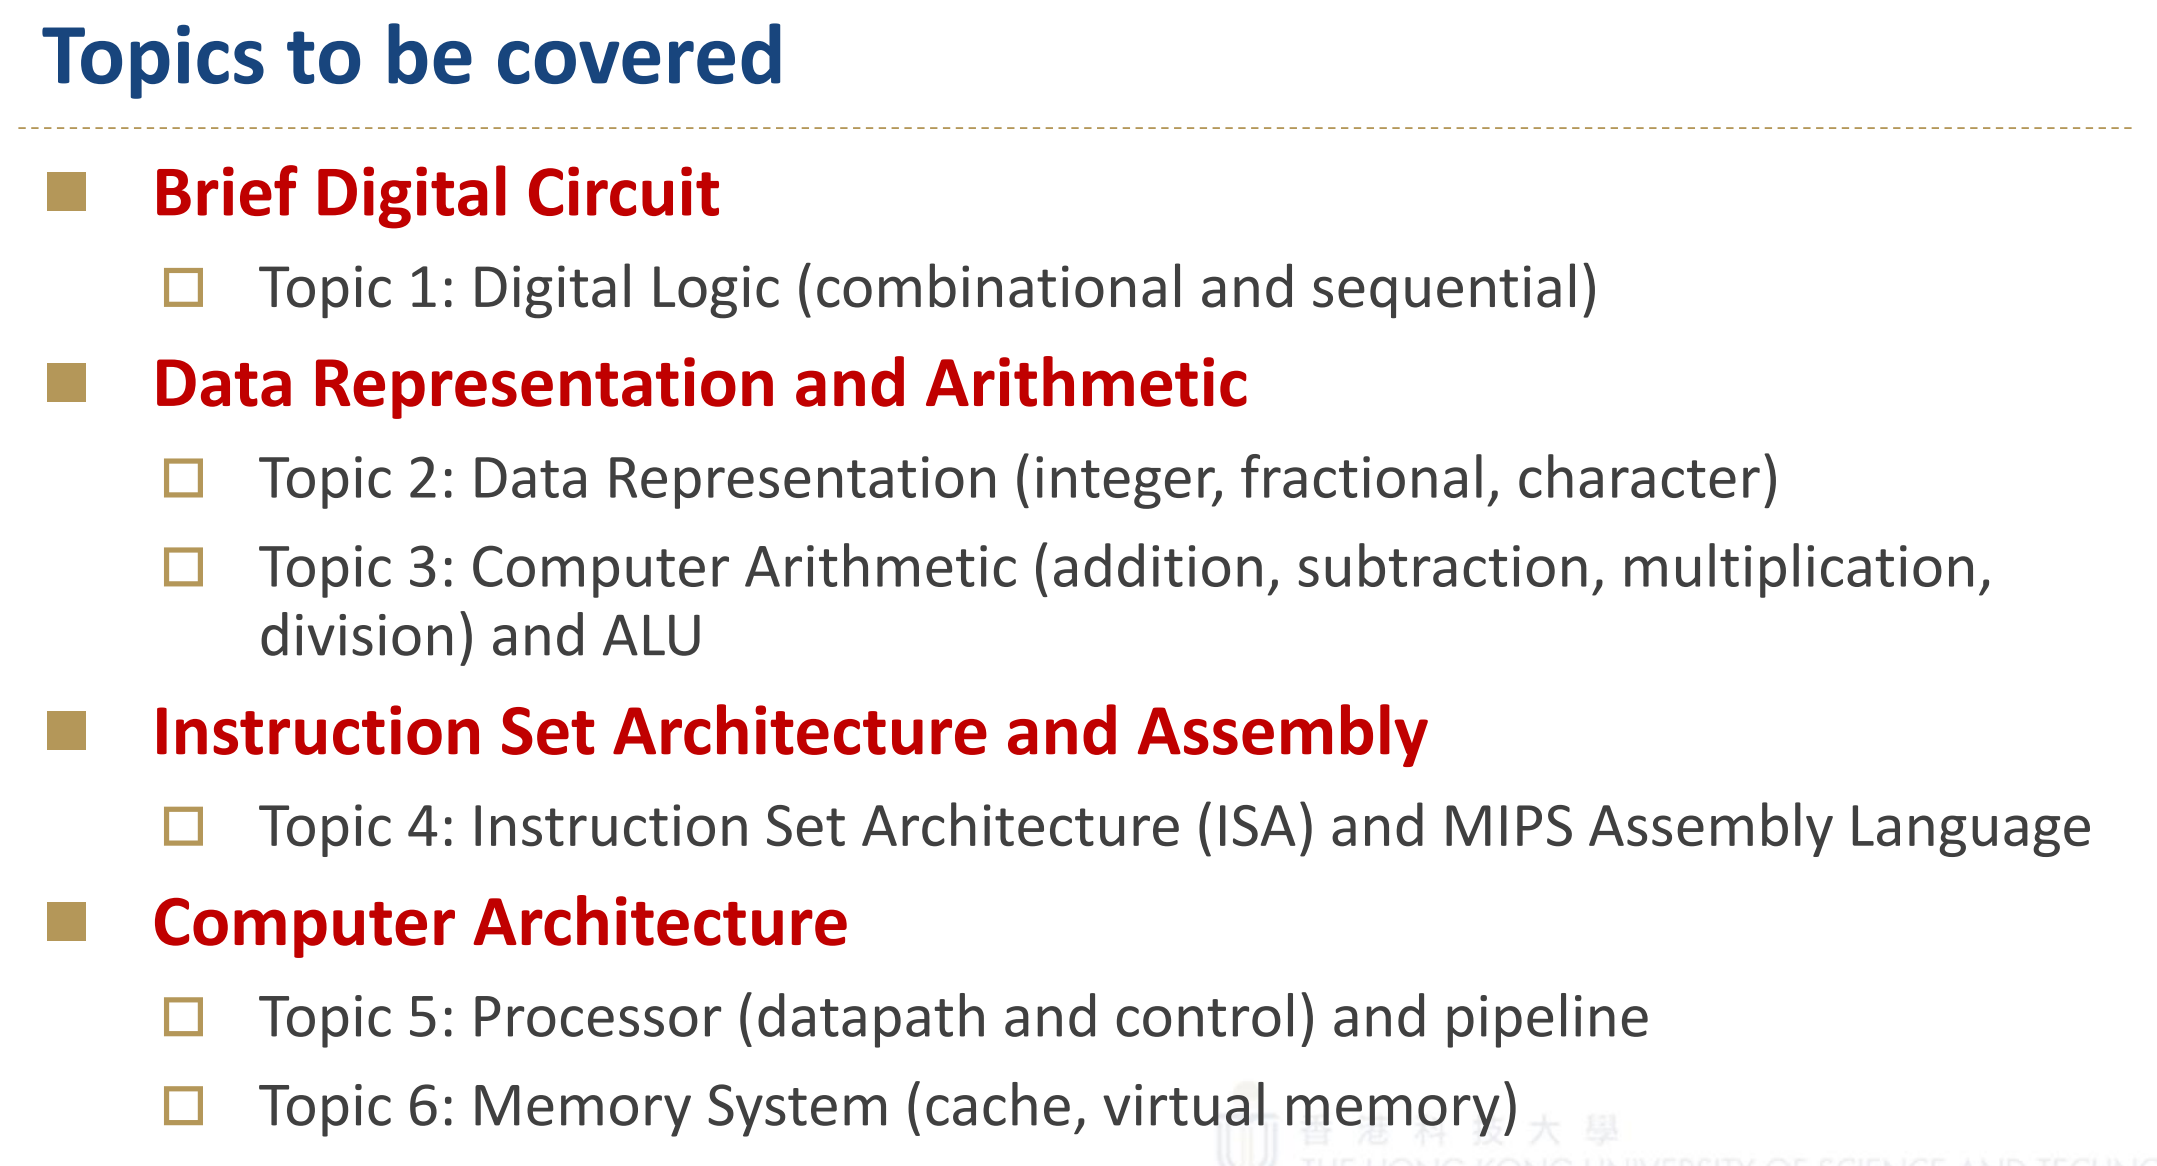 Topics to be covered
Brief Digital Circuit
Topic 1: Digital Logic (combinational and sequential)
Data Representation and Arithmetic
Topic 2: Data Representation (integer, fractional, character)
Topic 3: Computer Arithmetic (addition, subtraction, multiplication,
division) and ALU
Instruction Set Architecture and Assembly
Topic 4: Instruction Set Architecture (ISA) and MIPS Assembly Language
Computer Architecture
Topic 5: Processor (datapath and control) and pipeline
Topic 6: Memory System (cache, virtual memory)
香港科技大學
THE HONG KONG UNIVERSITY OF SCIENCE AND